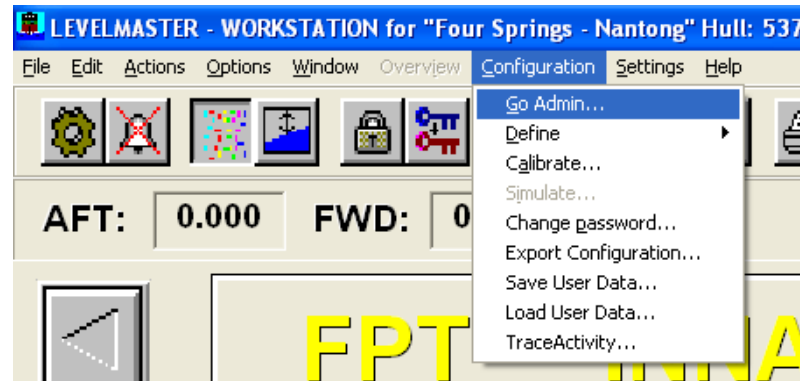 LEVELMASTER - WORKSTATION for "Four Springs - Nantong" Hull: 537
File Edit Actions Options Window Overview Configuration Settings Help
Go Admin...
Define
Calibrate...
Simulate...
Change password...
Export Configuration...
Save User Data...
Load User Data...
TraceActivity...
AFT: 0.000 FWD: 0
FPT